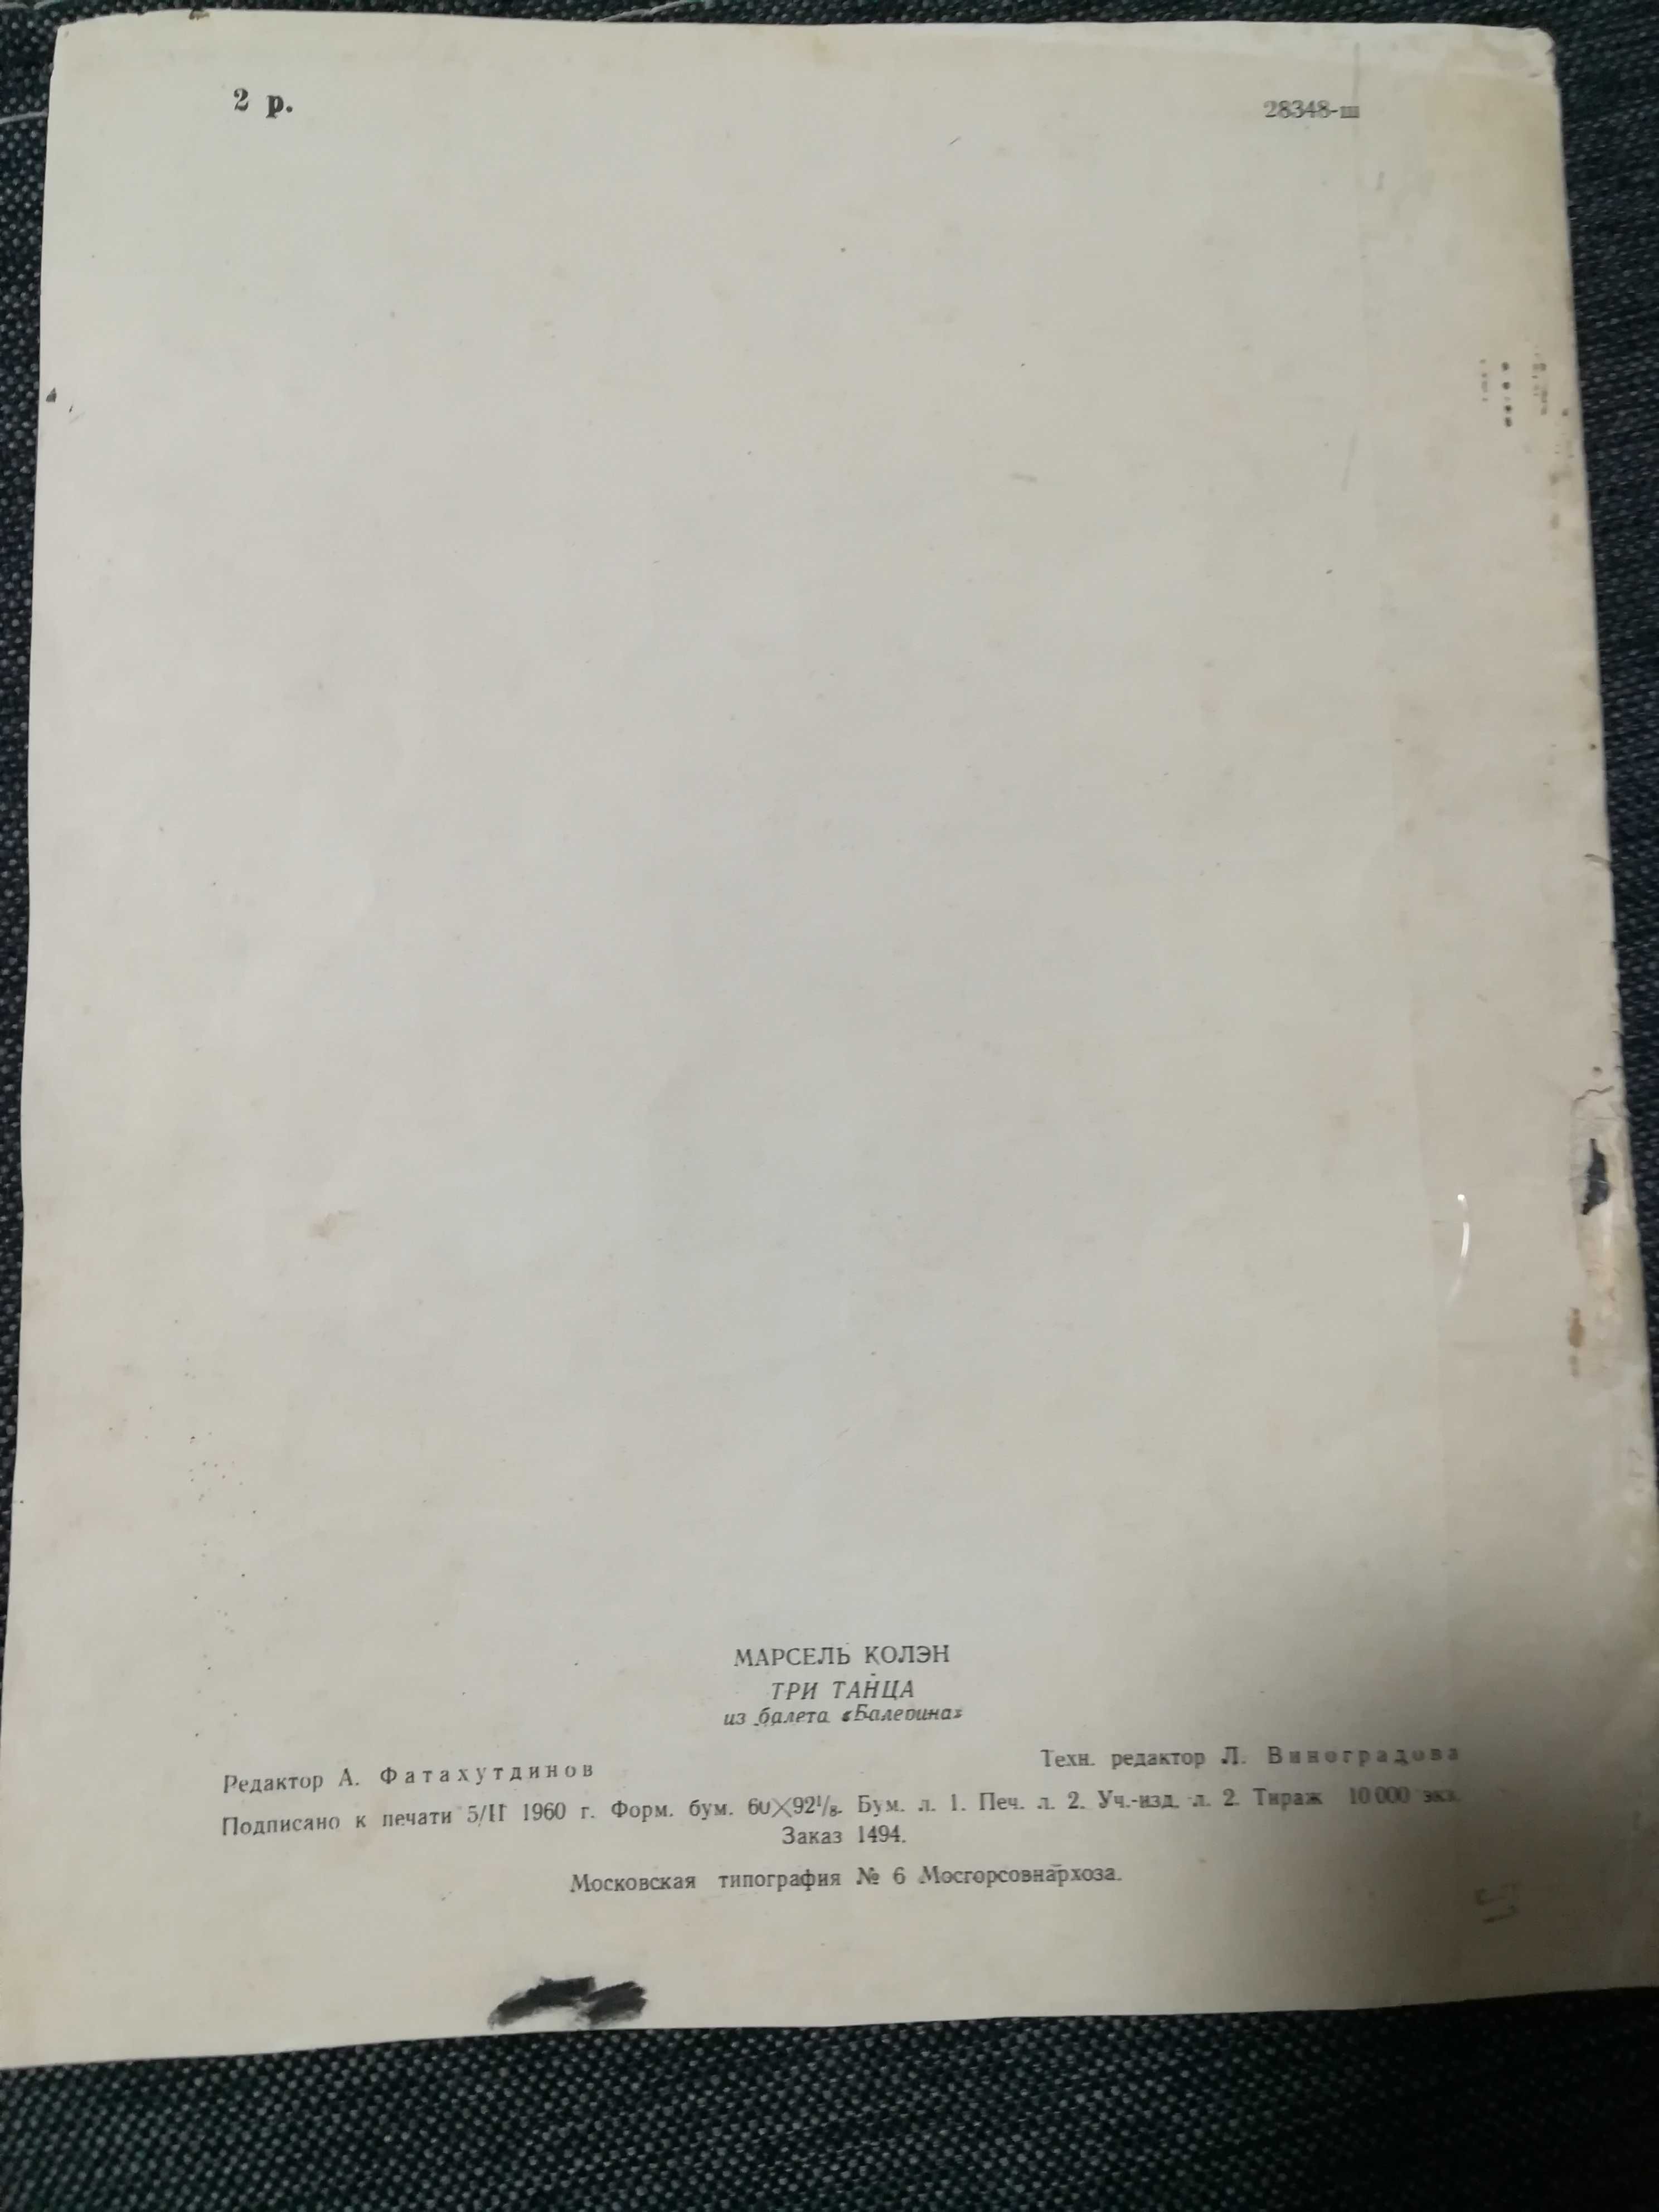 2 р.
28348-ш
МАРСЕЛЬ КОЛЭН
ТРИ ТАНЦА
из балета «Балерина»
Техн. редактор Л. Виноградова
Редактор А. Фатахутдинов
Подписано к печати 5/II 1960 г. Форм. бум. 60×92¹/₈. Бум. л. 1. Печ. л. 2. Уч.-изд. л. 2. Тираж 10 000 экз.
Заказ 1494.
Московская типография № 6 Мосгорсовнархоза.